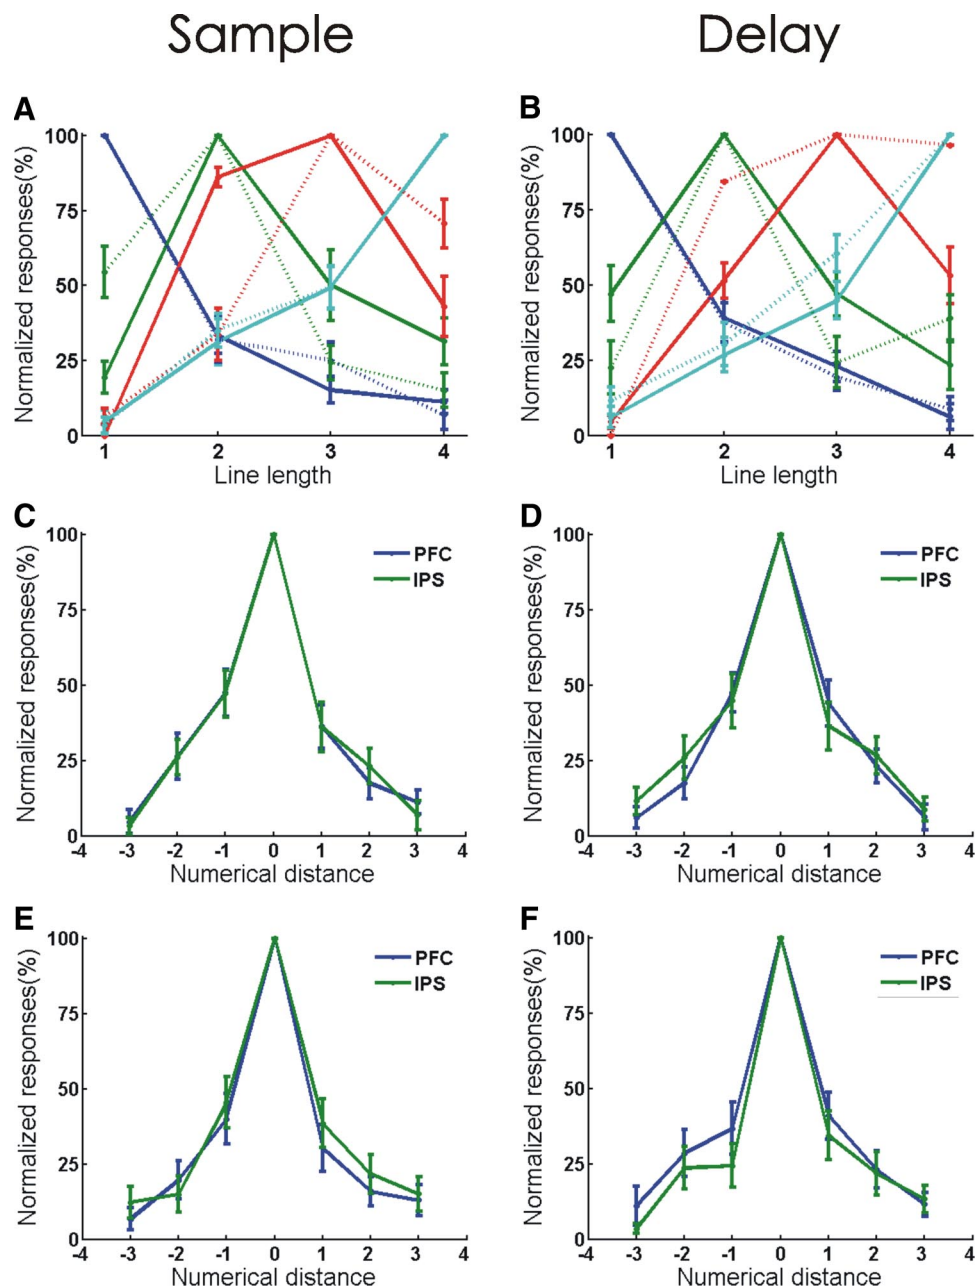 Sample
Delay
A
Normalized responses(%)
100
75
50
25
0
1 2 3 4
Line length
B
Normalized responses(%)
100
75
50
25
0
1 2 3 4
Line length
C
Normalized responses(%)
100
75
50
25
0
PFC
IPS
-4 -3 -2 -1 0 1 2 3 4
Numerical distance
D
Normalized responses(%)
100
75
50
25
0
PFC
IPS
-4 -3 -2 -1 0 1 2 3 4
Numerical distance
E
Normalized responses(%)
100
75
50
25
0
PFC
IPS
-4 -3 -2 -1 0 1 2 3 4
Numerical distance
F
Normalized responses(%)
100
75
50
25
0
PFC
IPS
-4 -3 -2 -1 0 1 2 3 4
Numerical distance